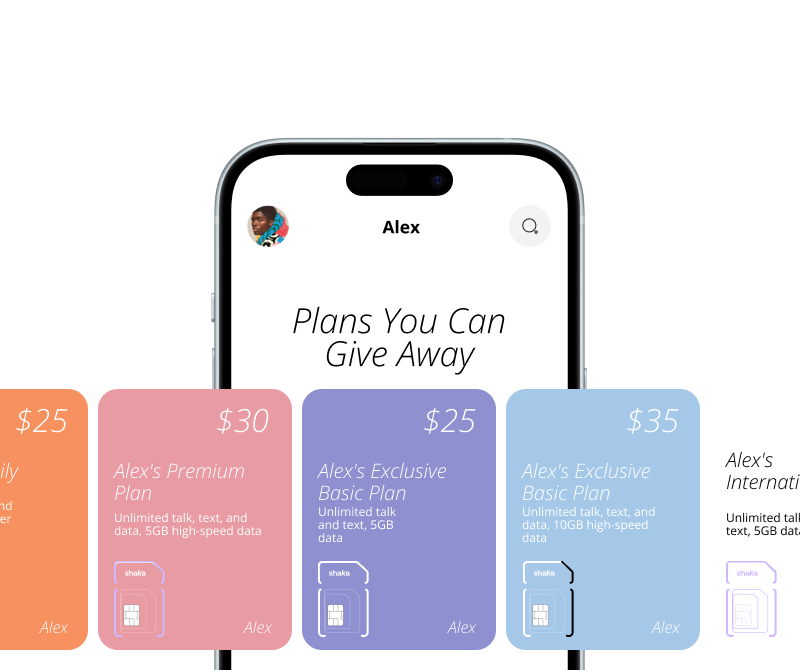 Alex
Plans You Can
Give Away
$25
ily
nd
er
Alex
$30
Alex's Premium
Plan
Unlimited talk, text, and
data, 5GB high-speed data
shaka
Alex
$25
Alex's Exclusive
Basic Plan
Unlimited talk
and text, 5GB
data
shaka
Alex
$35
Alex's Exclusive
Basic Plan
Unlimited talk, text, and
data, 10GB high-speed
data
shaka
Alex
Alex's
Internati
Unlimited talk
text, 5GB data
shaka